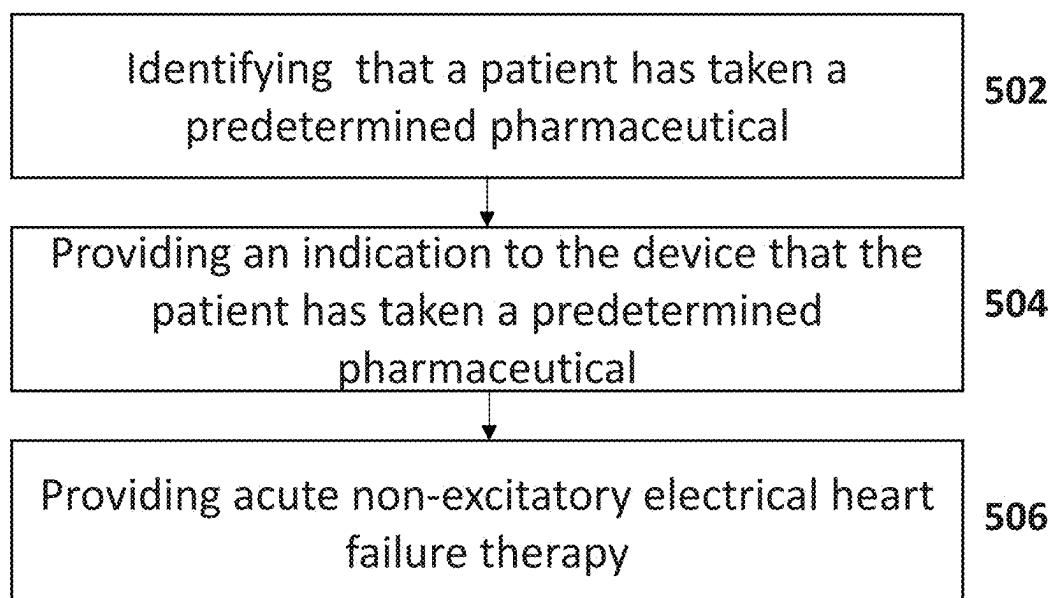 Identifying that a patient has taken a
predetermined pharmaceutical
502
Providing an indication to the device that the
patient has taken a predetermined
pharmaceutical
504
Providing acute non-excitatory electrical heart
failure therapy
506